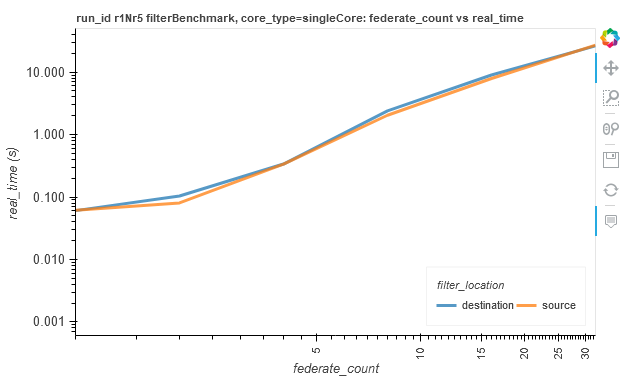 run_id r1Nr5 filterBenchmark, core_type=singleCore: federate_count vs real_time
real_time (s)
10.000
1.000
0.100
0.010
0.001
filter_location
destination source
5 10 15 20 25 30
federate_count